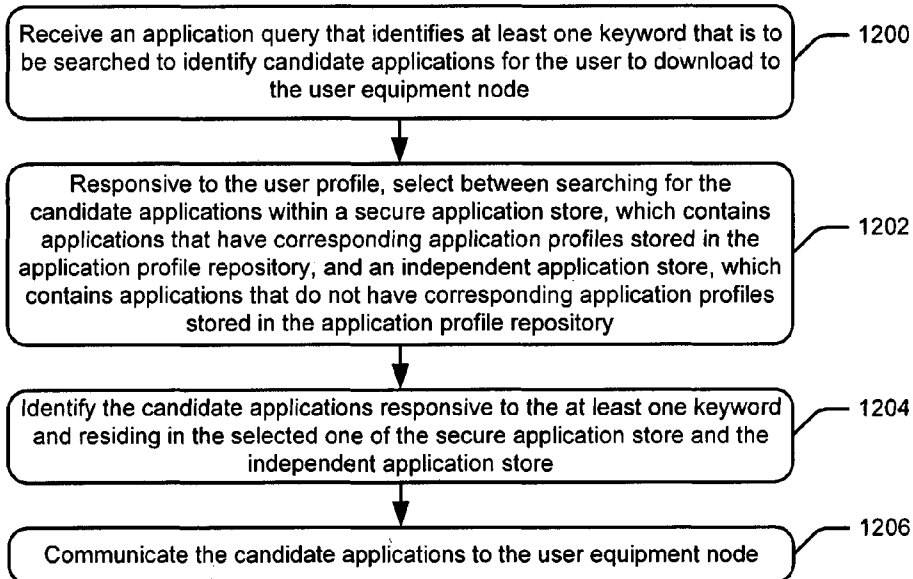 Receive an application query that identifies at least one keyword that is to
be searched to identify candidate applications for the user to download to
the user equipment node
1200
Responsive to the user profile, select between searching for the
candidate applications within a secure application store, which contains
applications that have corresponding application profiles stored in the
application profile repository, and an independent application store, which
contains applications that do not have corresponding application profiles
stored in the application profile repository
1202
Identify the candidate applications responsive to the at least one keyword
and residing in the selected one of the secure application store and the
independent application store
1204
Communicate the candidate applications to the user equipment node
1206